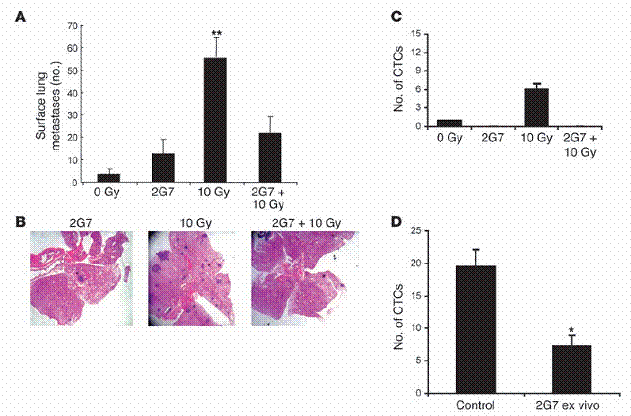 A
Surface lung
metastases (no.)
70
60
50
40
30
20
10
0
**
0 Gy
2G7
10 Gy
2G7 +
10 Gy
B
2G7
10 Gy
2G7 + 10 Gy
C
No. of CTCs
15
12
9
6
3
0
0 Gy
2G7
10 Gy
2G7 +
10 Gy
D
No. of CTCs
25
20
15
10
5
0
*
Control
2G7 ex vivo